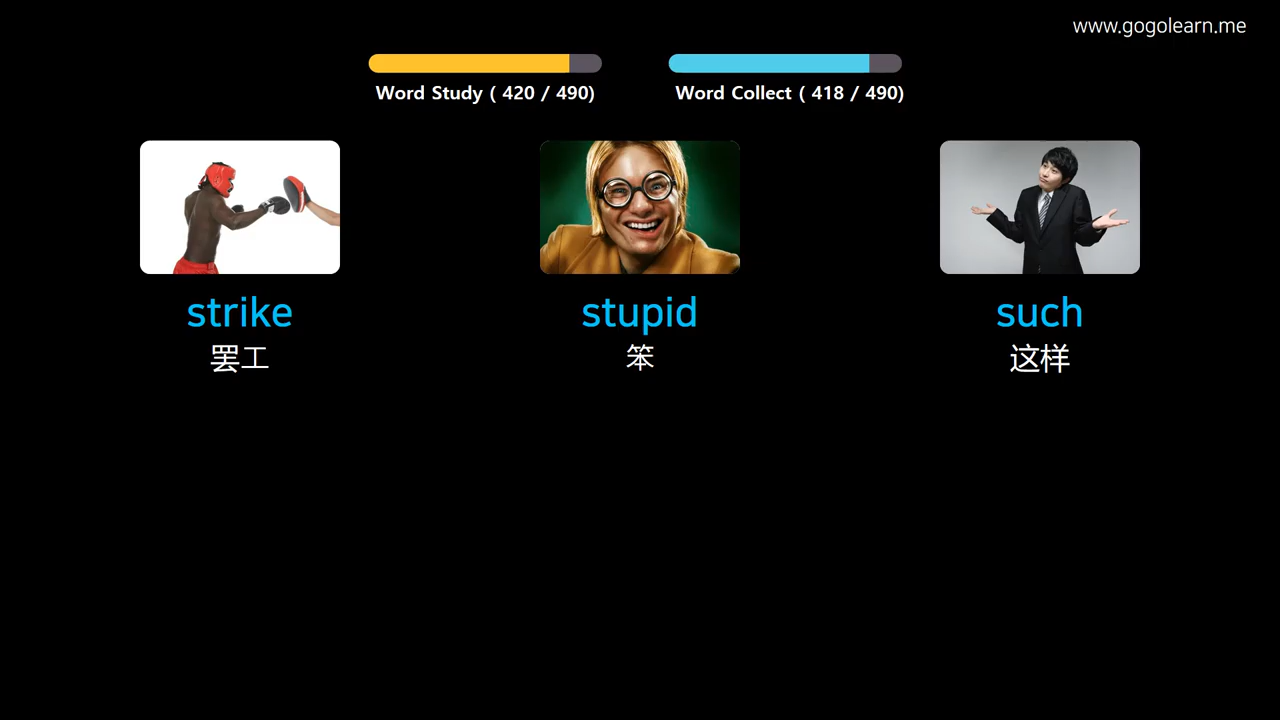 www.gogolearn.me
Word Study ( 420 / 490)
Word Collect ( 418 / 490)
strike
罢工
stupid
笨
such
这样